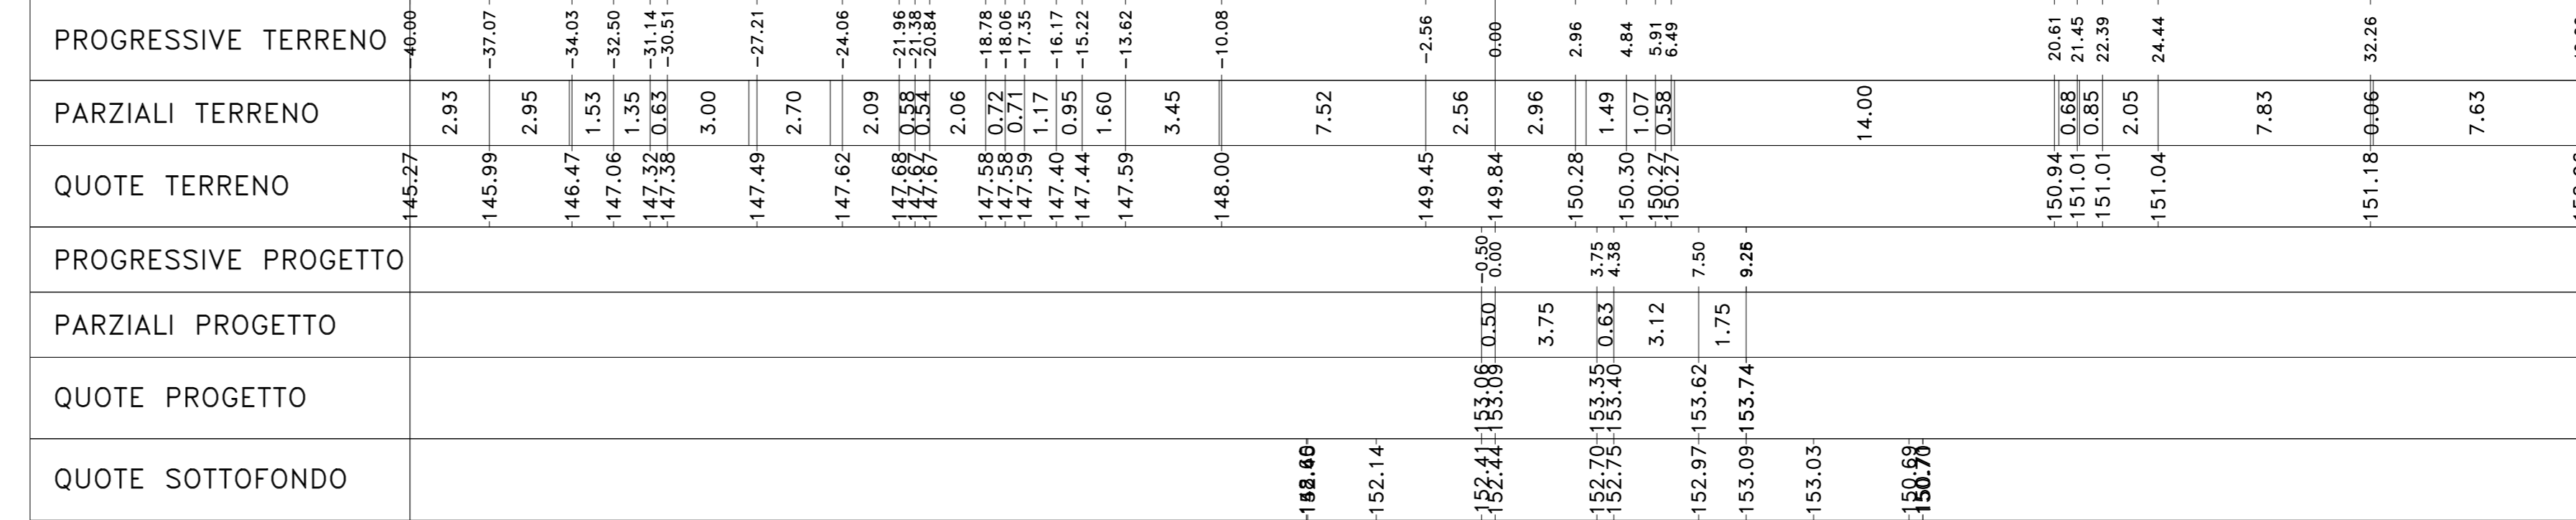 PROGRESSIVE TERRENO -40.00 -37.07 -34.03 -32.50 -31.14 -30.51 -27.21 -24.06 -21.96 -21.38 -20.84 -18.78 -18.06 -17.35 -16.17 -15.22 -13.62 -10.08 -2.56 0.00 2.96 4.84 5.91 6.49 20.61 21.45 22.39 24.44 32.26
PARZIALI TERRENO 2.93 2.95 1.53 1.35 0.63 3.00 2.70 2.09 0.58 0.54 2.06 0.72 0.71 1.17 0.95 1.60 3.45 7.52 2.56 2.96 1.49 1.07 0.58 14.00 0.68 0.85 2.05 7.83 0.06 7.63
QUOTE TERRENO 145.27 145.99 146.47 147.06 147.32 147.38 147.49 147.62 147.68 147.67 147.67 147.58 147.58 147.59 147.40 147.44 147.59 148.00 149.45 149.84 150.28 150.30 150.27 150.27 150.94 151.01 151.01 151.04 151.18
PROGRESSIVE PROGETTO -0.50 0.00 3.75 4.38 7.50
PARZIALI PROGETTO 0.50 3.75 0.63 3.12 1.75
QUOTE PROGETTO 153.06 153.09 153.35 153.40 153.62 153.74
QUOTE SOTTOFONDO 152.14 152.41 152.44 152.70 152.75 152.97 153.09 153.03 150.69